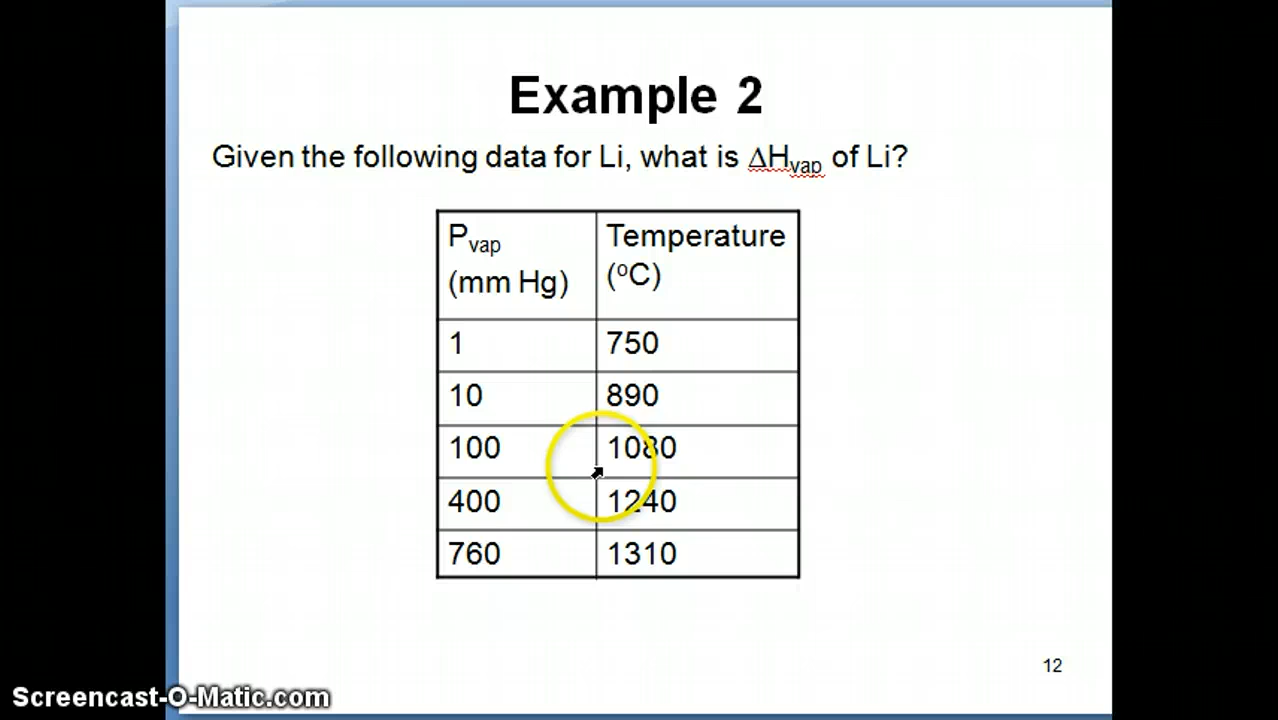 Example 2
Given the following data for Li, what is ΔHvap of Li?
Pvap (mm Hg) Temperature (oC)
1 750
10 890
100 1080
400 1240
760 1310
12
Screencast-O-Matic.com